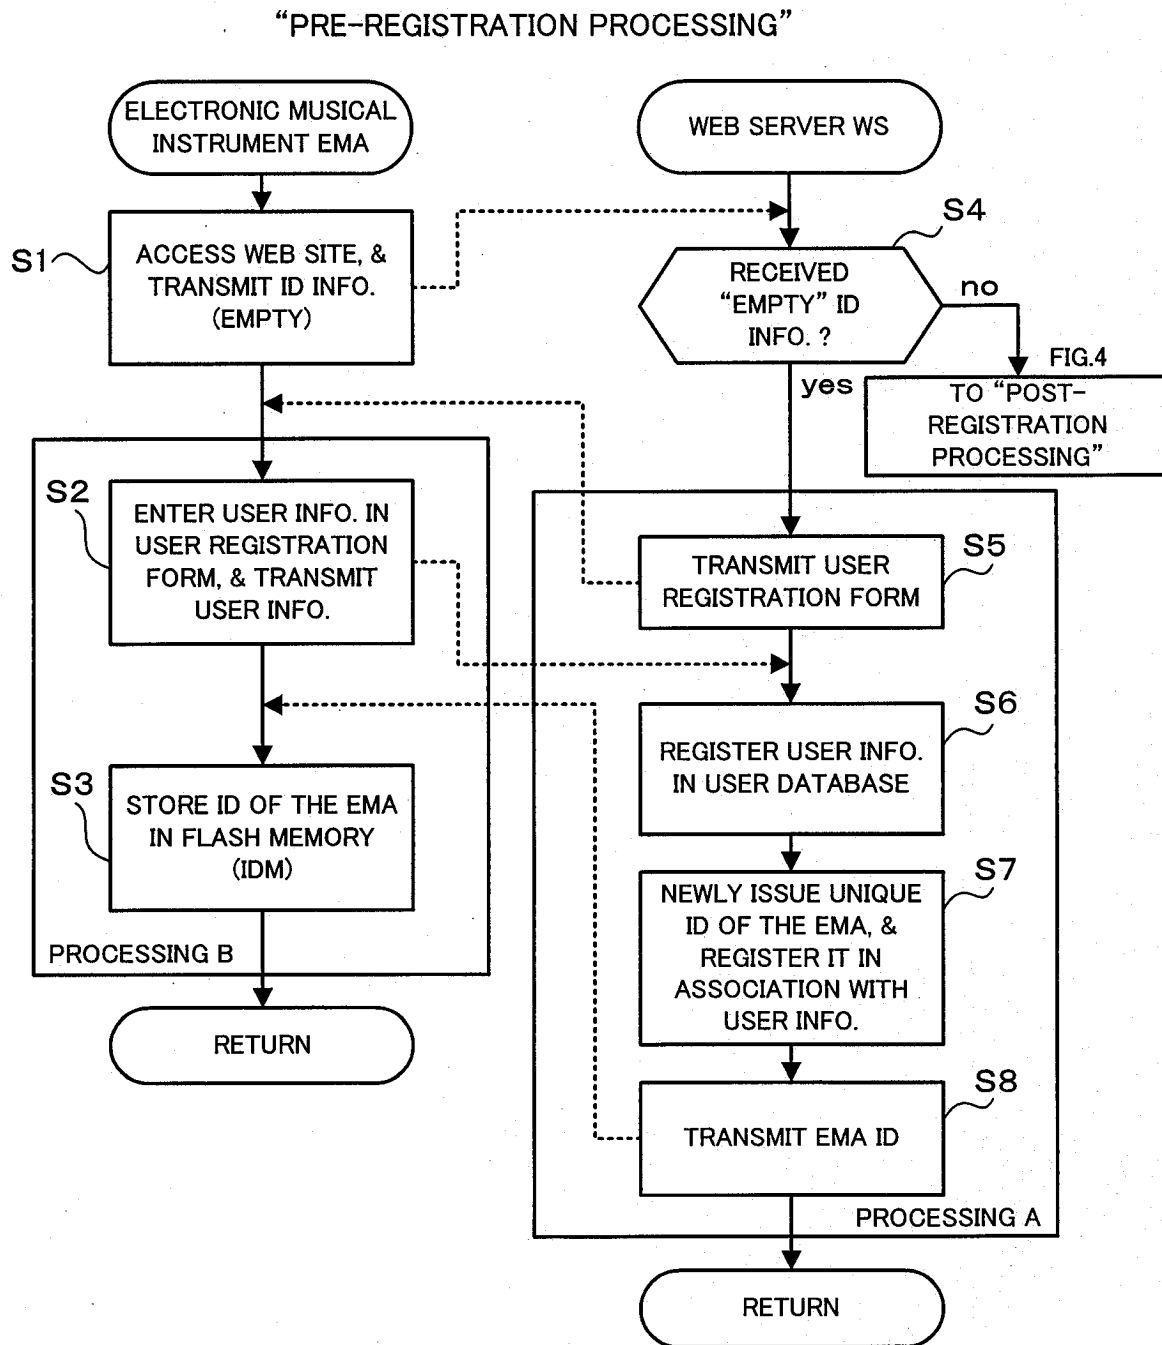 “PRE-REGISTRATION PROCESSING”
ELECTRONIC MUSICAL
INSTRUMENT EMA
S1
ACCESS WEB SITE, &
TRANSMIT ID INFO.
(EMPTY)
S2
ENTER USER INFO. IN
USER REGISTRATION
FORM, & TRANSMIT
USER INFO.
S3
STORE ID OF THE EMA
IN FLASH MEMORY
(IDM)
PROCESSING B
RETURN
WEB SERVER WS
S4
RECEIVED
“EMPTY” ID
INFO. ?
no
yes
FIG.4
TO “POST-
REGISTRATION
PROCESSING”
S5
TRANSMIT USER
REGISTRATION FORM
S6
REGISTER USER INFO.
IN USER DATABASE
S7
NEWLY ISSUE UNIQUE
ID OF THE EMA, &
REGISTER IT IN
ASSOCIATION WITH
USER INFO.
S8
TRANSMIT EMA ID
PROCESSING A
RETURN